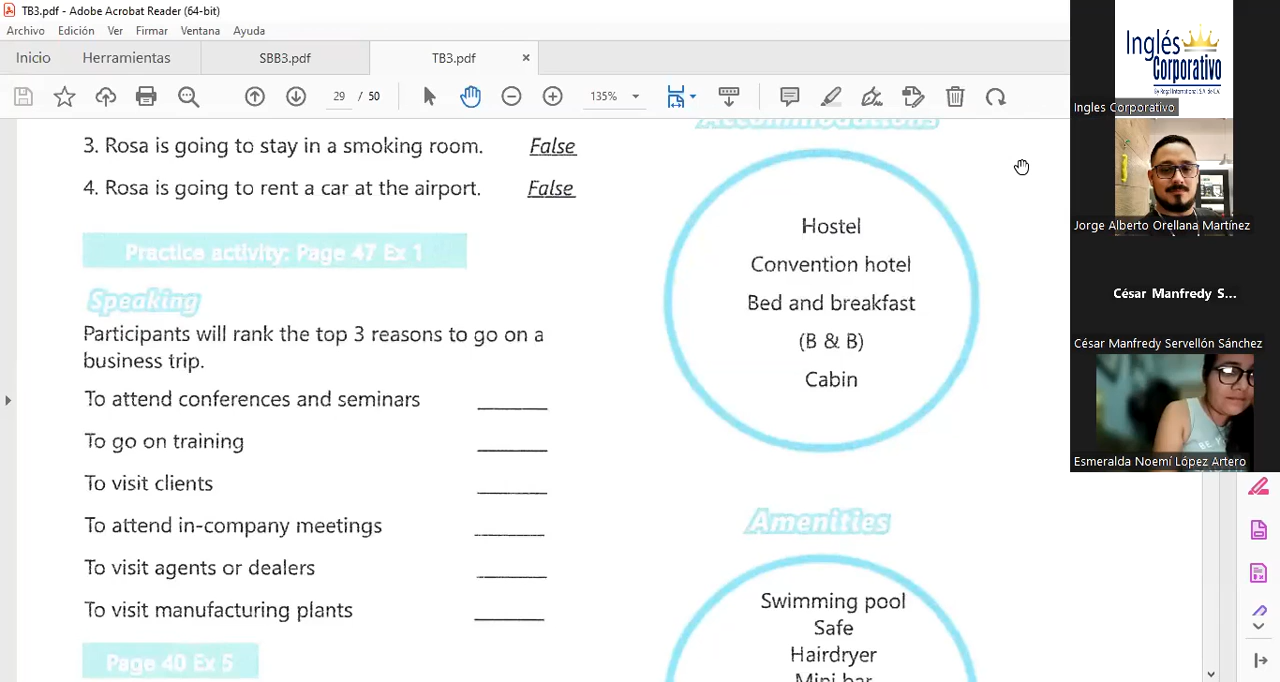 TB3.pdf - Adobe Acrobat Reader (64-bit)
Archivo Edición Ver Firmar Ventana Ayuda
Inicio Herramientas SBB3.pdf TB3.pdf ×
29 / 50 135%
3. Rosa is going to stay in a smoking room. False
4. Rosa is going to rent a car at the airport. False
Practice activity: Page 47 Ex 1
Speaking
Participants will rank the top 3 reasons to go on a
business trip.
To attend conferences and seminars
To go on training
To visit clients
To attend in-company meetings
To visit agents or dealers
To visit manufacturing plants
Page 40 Ex 5
Accommodations
Hostel
Convention hotel
Bed and breakfast
(B & B)
Cabin
Amenities
Swimming pool
Safe
Hairdryer
Mini bar
Inglés
Corporativo
Ingles Corporativo
Jorge Alberto Orellana Martínez
César Manfredy S...
César Manfredy Servellón Sánchez
Esmeralda Noemí López Artero